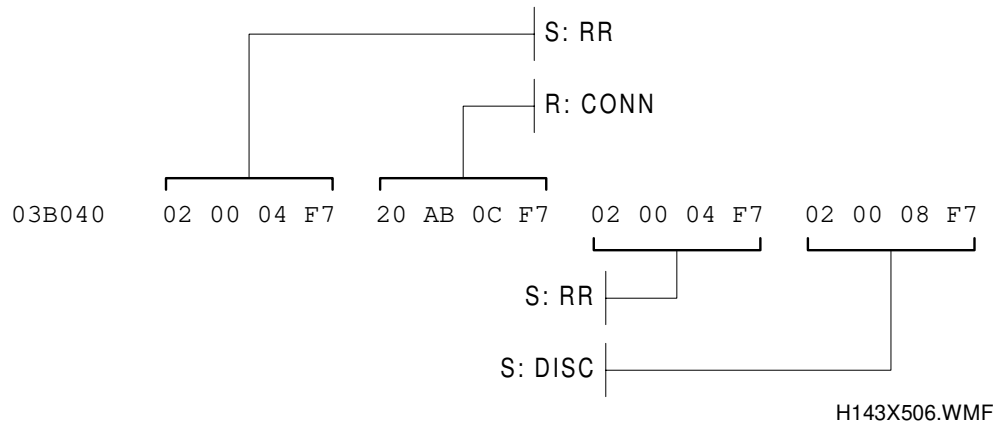 S: RR
R: CONN
03B040 02 00 04 F7 20 AB 0C F7 02 00 04 F7 02 00 08 F7
S: RR
S: DISC
H143X506.WMF